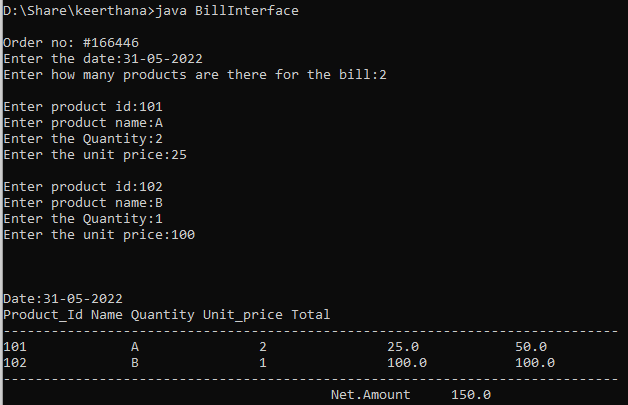 D:\Share\keerthana>java BillInterface
Order no: #166446
Enter the date:31-05-2022
Enter how many products are there for the bill:2
Enter product id:101
Enter product name:A
Enter the Quantity:2
Enter the unit price:25
Enter product id:102
Enter product name:B
Enter the Quantity:1
Enter the unit price:100
Date:31-05-2022
Product_Id Name Quantity Unit_price Total
-----------------------------------------------------------------------------
101 A 2 25.0 50.0
102 B 1 100.0 100.0
-----------------------------------------------------------------------------
Net.Amount 150.0